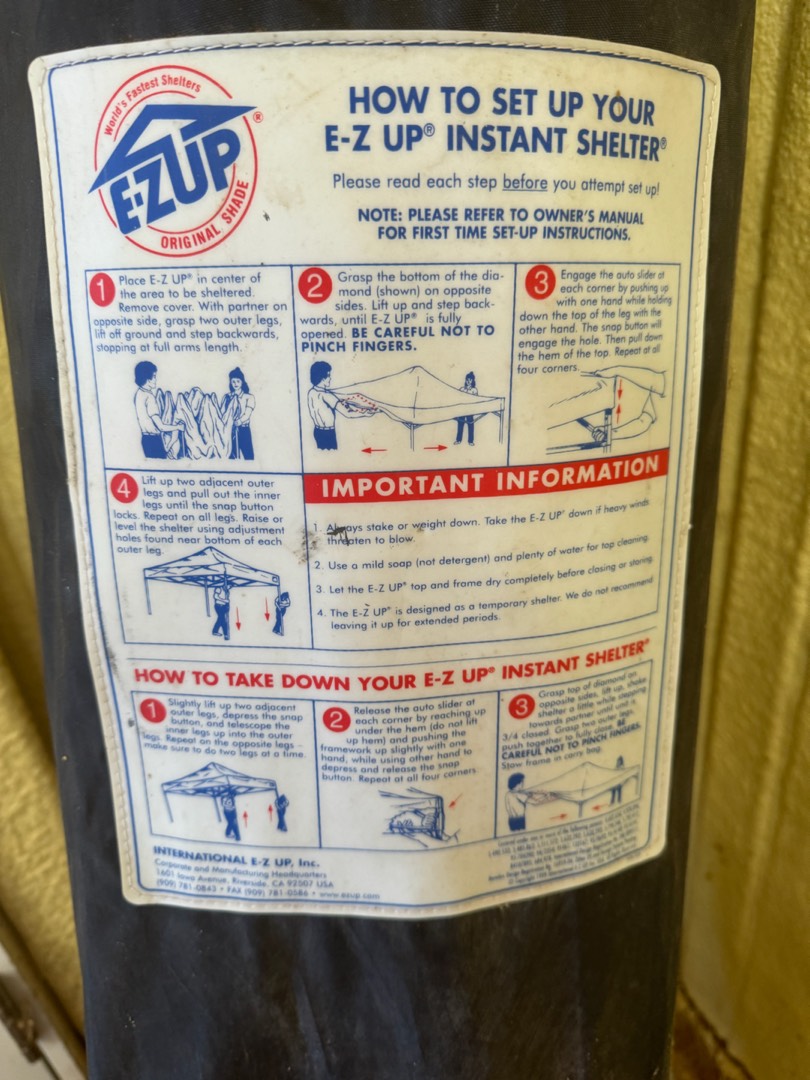 World's Fastest Shelters
E-Z UP®
ORIGINAL SHADE
HOW TO SET UP YOUR
E-Z UP® INSTANT SHELTER®
Please read each step before you attempt set up!
NOTE: PLEASE REFER TO OWNER'S MANUAL
FOR FIRST TIME SET-UP INSTRUCTIONS.
1 Place E-Z UP® in center of
the area to be sheltered.
Remove cover. With partner on
opposite side, grasp two outer legs,
lift off ground and step backwards,
stopping at full arms length.
2 Grasp the bottom of the dia-
mond (shown) on opposite
sides. Lift up and step back-
wards, until E-Z UP® is fully
opened. BE CAREFUL NOT TO
PINCH FINGERS.
3 Engage the auto slider at
each corner by pushing up
with one hand while holding
down the top of the leg with the
other hand. The snap button will
engage the hole. Then pull down
the hem of the top. Repeat at all
four corners.
4 Lift up two adjacent outer
legs and pull out the inner
legs until the snap button
locks. Repeat on all legs. Raise or
level the shelter using adjustment
holes found near bottom of each
outer leg.
IMPORTANT INFORMATION
1. Always stake or weight down. Take the E-Z UP® down if heavy winds
threaten to blow.
2. Use a mild soap (not detergent) and plenty of water for top cleaning.
3. Let the E-Z UP® top and frame dry completely before closing or storing.
4. The E-Z UP® is designed as a temporary shelter. We do not recommend
leaving it up for extended periods.
HOW TO TAKE DOWN YOUR E-Z UP® INSTANT SHELTER®
1 Slightly lift up two adjacent
outer legs, depress the snap
button, and telescope the
inner legs up into the outer
legs. Repeat on the opposite legs -
make sure to do two legs at a time.
2 Release the auto slider at
each corner by reaching up
under the hem (do not lift
up hem) and pushing the
framework up slightly with one
hand, while using other hand to
depress and release the snap
button. Repeat at all four corners.
3 Grasp top of diamond on
opposite sides, lift up, shake
shelter a little while stepping
towards partner until unit is
3/4 closed. Grasp two outer legs,
push together to fully close. BE
CAREFUL NOT TO PINCH FINGERS.
Stow frame in carry bag.
INTERNATIONAL E-Z UP, Inc.
Corporate and Manufacturing Headquarters
1601 Iowa Avenue, Riverside, CA 92507 USA
(909) 781-0843 • FAX (909) 781-0586 • www.ezup.com